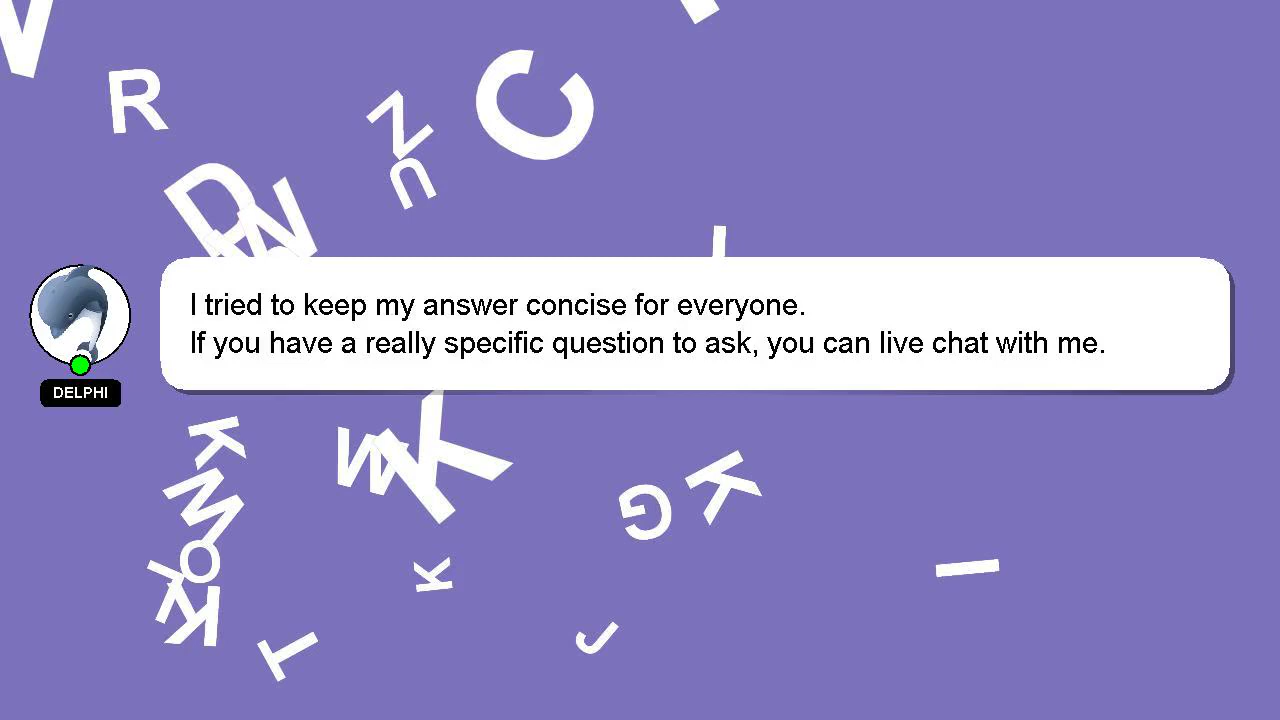 I tried to keep my answer concise for everyone.
If you have a really specific question to ask, you can live chat with me.
DELPHI
V
R
N
C
U
D
W
K
W
K
K
W
G
K
O
K
K
K
I
T
J